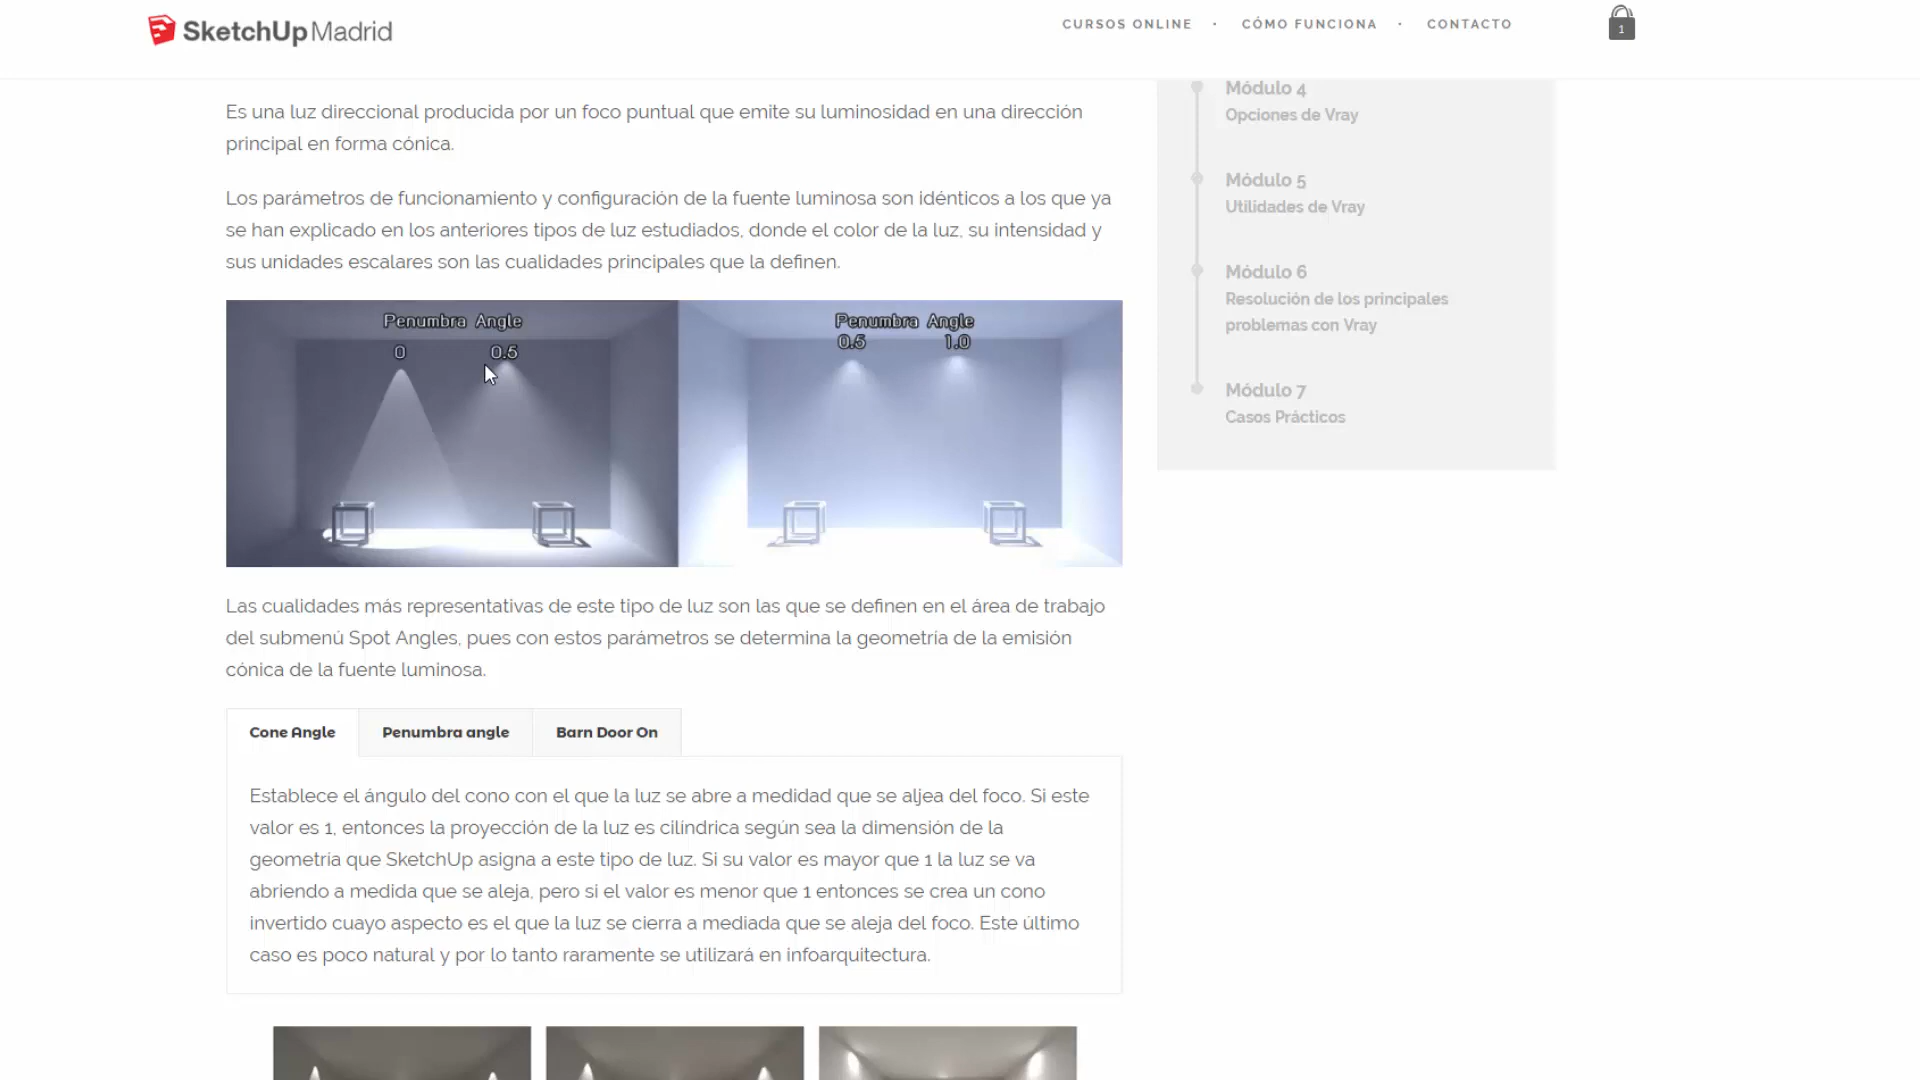 SketchUp Madrid
CURSOS ONLINE · CÓMO FUNCIONA · CONTACTO
1
Es una luz direccional producida por un foco puntual que emite su luminosidad en una dirección
principal en forma cónica.
Los parámetros de funcionamiento y configuración de la fuente luminosa son idénticos a los que ya
se han explicado en los anteriores tipos de luz estudiados, donde el color de la luz, su intensidad y
sus unidades escalares son las cualidades principales que la definen.
Penumbra Angle
0 0.5
Penumbra Angle
0.5 1.0
Las cualidades más representativas de este tipo de luz son las que se definen en el área de trabajo
del submenú Spot Angles, pues con estos parámetros se determina la geometría de la emisión
cónica de la fuente luminosa.
Cone Angle Penumbra angle Barn Door On
Establece el ángulo del cono con el que la luz se abre a medidad que se aljea del foco. Si este
valor es 1, entonces la proyección de la luz es cilíndrica según sea la dimensión de la
geometría que SketchUp asigna a este tipo de luz. Si su valor es mayor que 1 la luz se va
abriendo a medida que se aleja, pero si el valor es menor que 1 entonces se crea un cono
invertido cuayo aspecto es el que la luz se cierra a mediada que se aleja del foco. Este último
caso es poco natural y por lo tanto raramente se utilizará en infoarquitectura.
Módulo 4
Opciones de Vray
Módulo 5
Utilidades de Vray
Módulo 6
Resolución de los principales
problemas con Vray
Módulo 7
Casos Prácticos